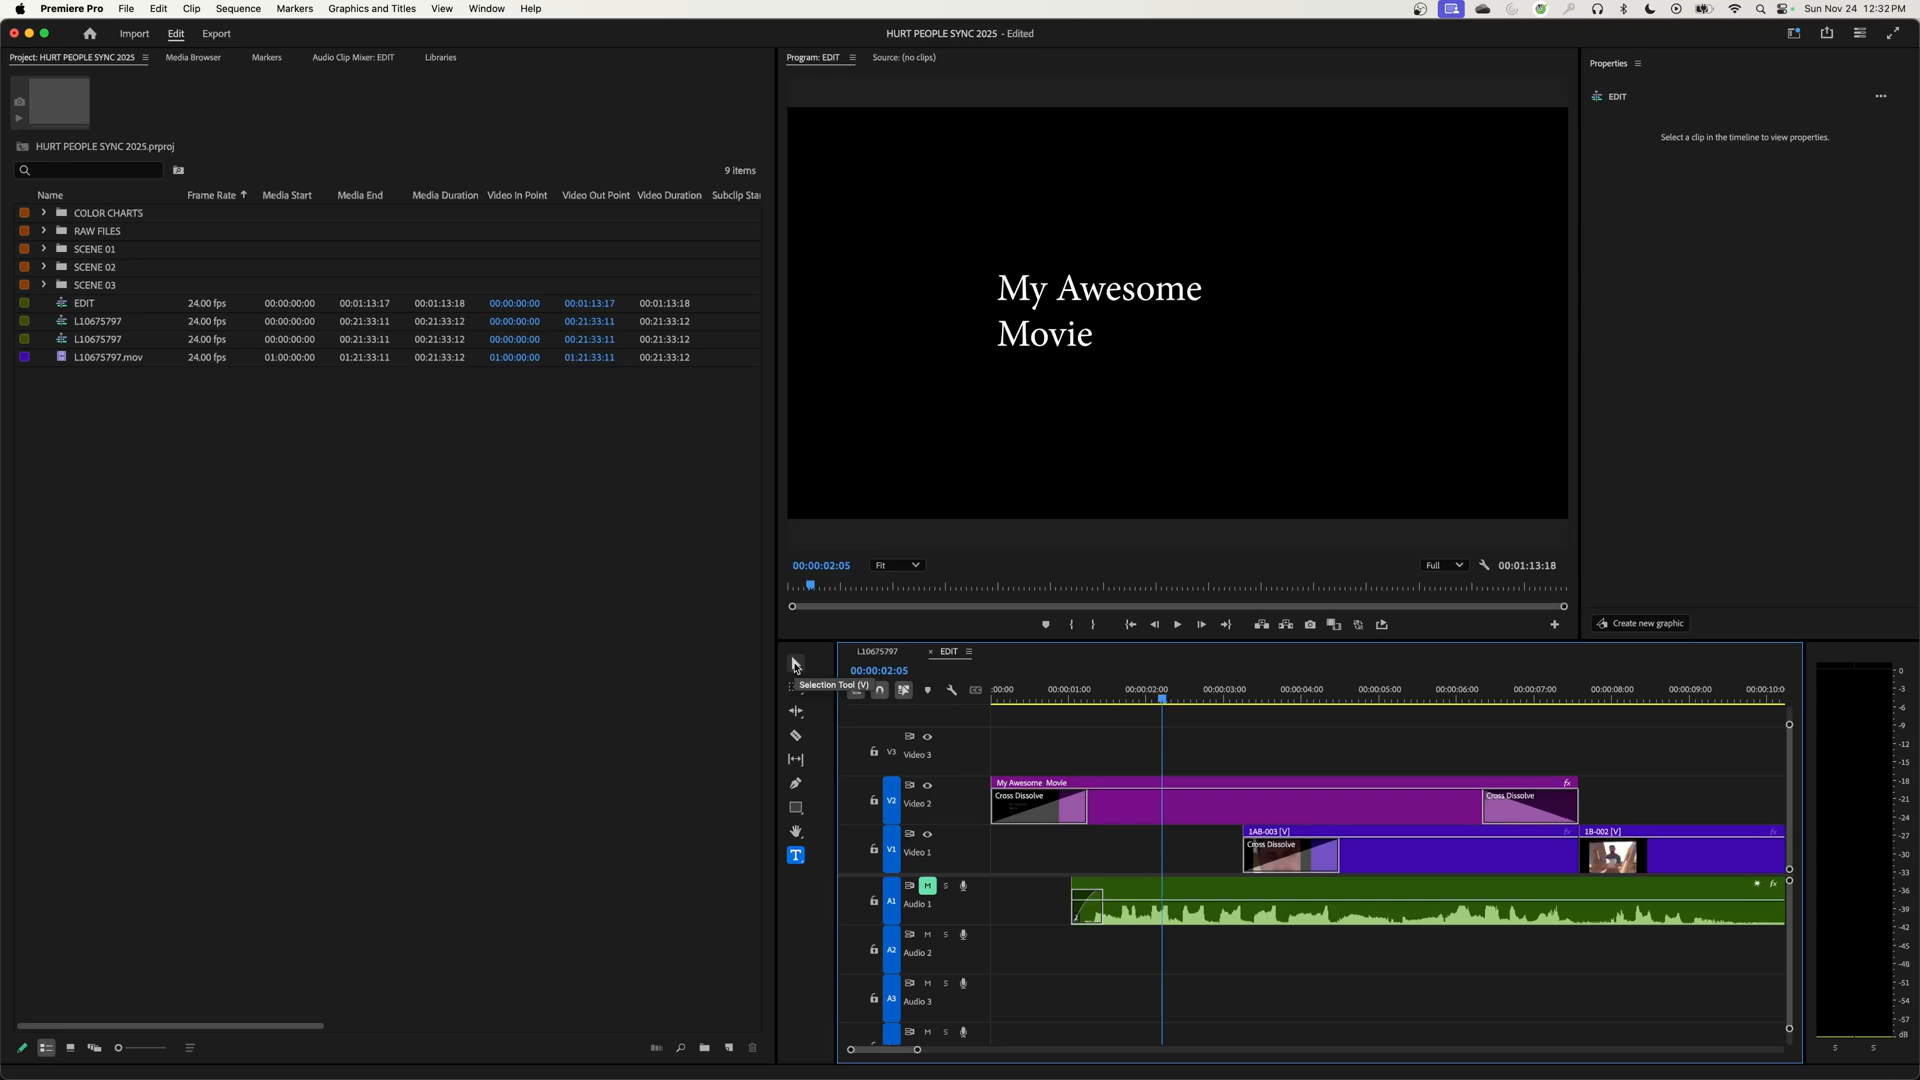 Premiere Pro File Edit Clip Sequence Markers Graphics and Titles View Window Help Sun Nov 24 12:32 PM
Import Edit Export HURT PEOPLE SYNC 2025 - Edited
Project: HURT PEOPLE SYNC 2025 Media Browser Markers Audio Clip Mixer: EDIT Libraries
HURT PEOPLE SYNC 2025.prproj
9 items
Name Frame Rate Media Start Media End Media Duration Video In Point Video Out Point Video Duration Subclip Star
COLOR CHARTS
RAW FILES
SCENE 01
SCENE 02
SCENE 03
EDIT 24.00 fps 00:00:00:00 00:01:13:17 00:01:13:18 00:00:00:00 00:01:13:17 00:01:13:18
L10675797 24.00 fps 00:00:00:00 00:21:33:11 00:21:33:12 00:00:00:00 00:21:33:11 00:21:33:12
L10675797 24.00 fps 00:00:00:00 00:21:33:11 00:21:33:12 00:00:00:00 00:21:33:11 00:21:33:12
L10675797.mov 24.00 fps 01:00:00:00 01:21:33:11 00:21:33:12 01:00:00:00 01:21:33:11 00:21:33:12
Program: EDIT Source: (no clips)
My Awesome
Movie
00:00:02:05 Fit Full 00:01:13:18
Properties
EDIT
Select a clip in the timeline to view properties.
Create new graphic
L10675797 × EDIT
00:00:02:05
Selection Tool (V)
:00:00 00:00:01:00 00:00:02:00 00:00:03:00 00:00:04:00 00:00:05:00 00:00:06:00 00:00:07:00 00:00:08:00 00:00:09:00 00:00:10:0
V3 Video 3
My Awesome Movie fx
Cross Dissolve Cross Dissolve
V2 Video 2
1AB-003 [V] fx 1B-002 [V] fx
Cross Dissolve
V1 Video 1
M S
A1 Audio 1
fx
M S
A2 Audio 2
M S
A3 Audio 3
M S
T
0
-3
-6
-9
-12
-15
-18
-21
-24
-27
-30
-33
-36
-39
-42
-45
-48
-51
-54
-57
dB
S S